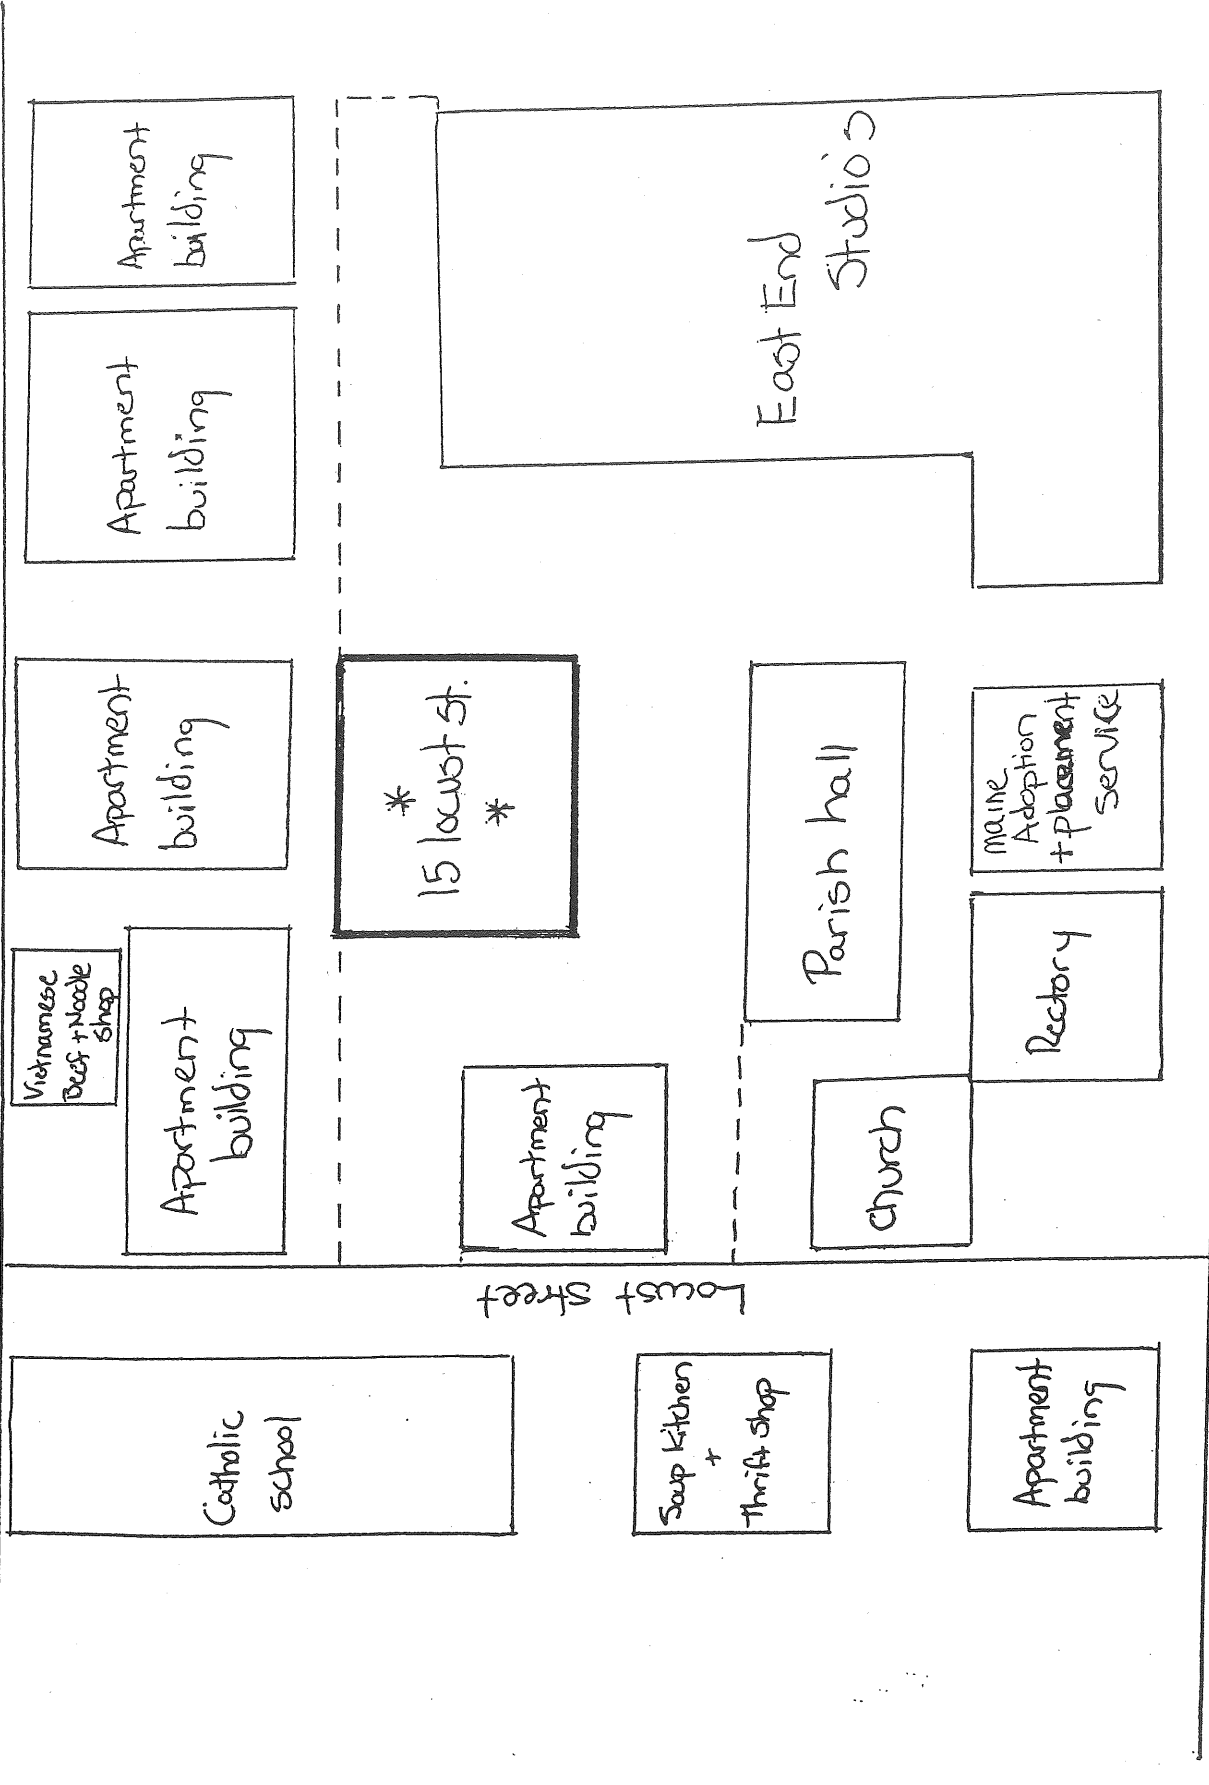 Apartment
building
Apartment
building
Apartment
building
Vietnamese
Beef + Noodle
Shop
Apartment
building
*
15 locust st.
*
East End
Studios
Parish hall
Maine
Adoption
+ placement
Service
Rectory
Church
Apartment
building
Locust Street
Catholic
School
Soup Kitchen
+
Thrift Shop
Apartment
building